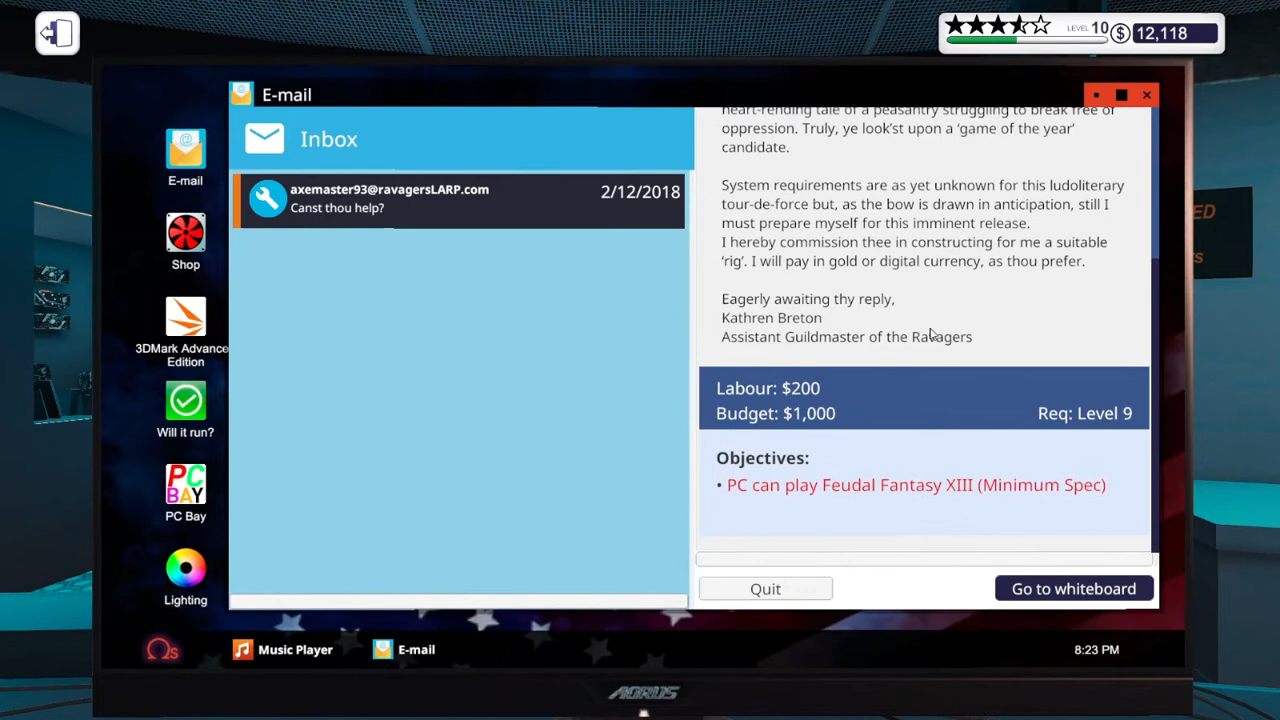 LEVEL 10
$ 12,118
E-mail
Inbox
axemaster93@ravagersLARP.com
2/12/2018
Canst thou help?
heart-rending tale of a peasantry struggling to break free of
oppression. Truly, ye look'st upon a 'game of the year'
candidate.
System requirements are as yet unknown for this ludoliterary
tour-de-force but, as the bow is drawn in anticipation, still I
must prepare myself for this imminent release.
I hereby commission thee in constructing for me a suitable
'rig'. I will pay in gold or digital currency, as thou prefer.
Eagerly awaiting thy reply,
Kathren Breton
Assistant Guildmaster of the Ravagers
Labour: $200
Budget: $1,000
Req: Level 9
Objectives:
• PC can play Feudal Fantasy XIII (Minimum Spec)
Quit
Go to whiteboard
E-mail
Shop
3DMark Advance
Edition
Will it run?
PC
BAY
PC Bay
Lighting
Ωs
Music Player
E-mail
8:23 PM
AORUS